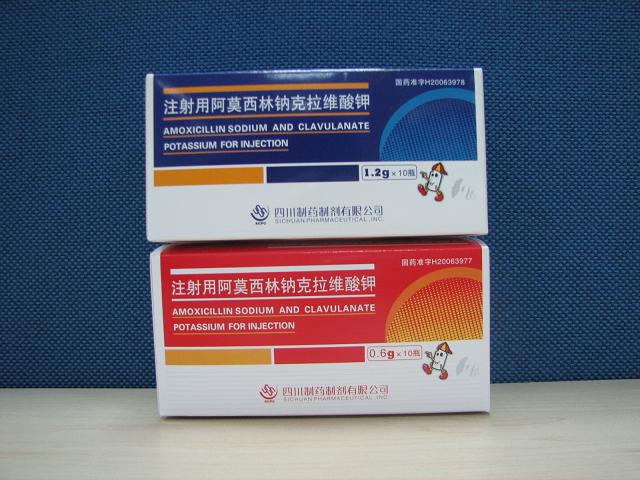 国药准字H20063978
注射用阿莫西林钠克拉维酸钾
AMOXICILLIN SODIUM AND CLAVULANATE
POTASSIUM FOR INJECTION
1.2g×10瓶
四川制药制剂有限公司
SICHUAN PHARMACEUTICAL .INC.
国药准字H20063977
注射用阿莫西林钠克拉维酸钾
AMOXICILLIN SODIUM AND CLAVULANATE
POTASSIUM FOR INJECTION
0.6g×10瓶
四川制药制剂有限公司
SICHUAN PHARMACEUTICAL .INC.